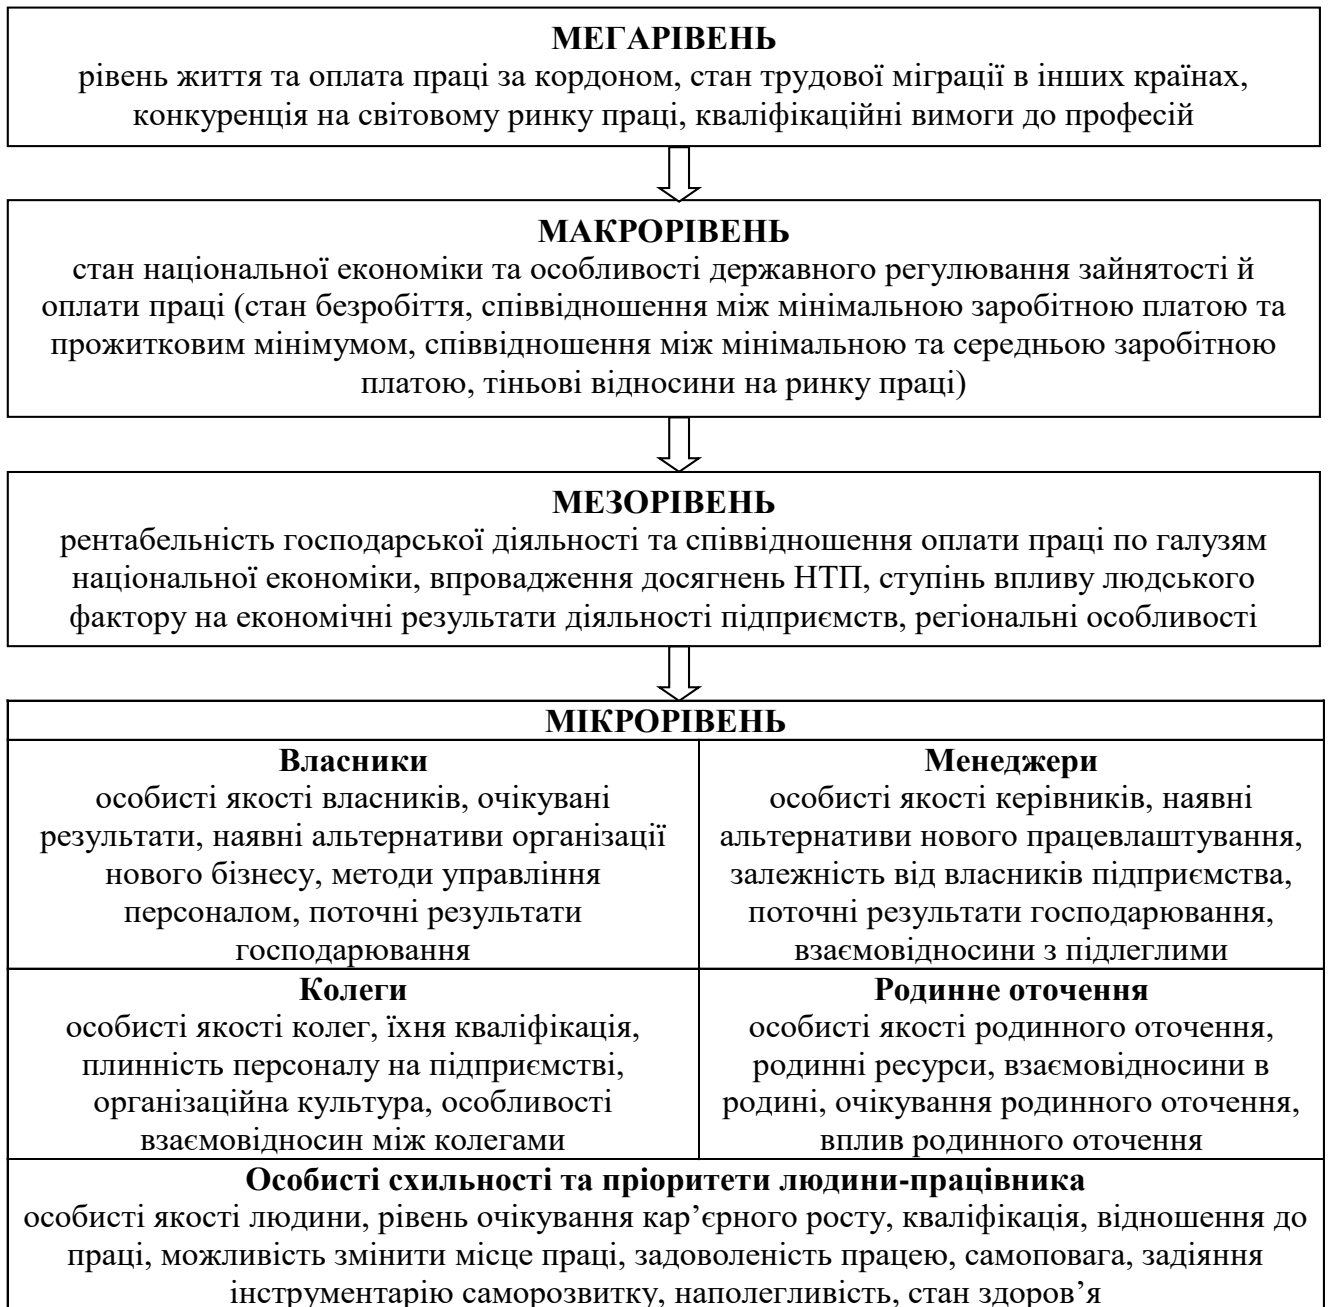 МЕГАРІВЕНЬ
рівень життя та оплата праці за кордоном, стан трудової міграції в інших країнах,
конкуренція на світовому ринку праці, кваліфікаційні вимоги до професій
МАКРОРІВЕНЬ
стан національної економіки та особливості державного регулювання зайнятості й
оплати праці (стан безробіття, співвідношення між мінімальною заробітною платою та
прожитковим мінімумом, співвідношення між мінімальною та середньою заробітною
платою, тіньові відносини на ринку праці)
МЕЗОРІВЕНЬ
рентабельність господарської діяльності та співвідношення оплати праці по галузям
національної економіки, впровадження досягнень НТП, ступінь впливу людського
фактору на економічні результати діяльності підприємств, регіональні особливості
МІКРОРІВЕНЬ
Власники
особисті якості власників, очікувані
результати, наявні альтернативи організації
нового бізнесу, методи управління
персоналом, поточні результати
господарювання
Менеджери
особисті якості керівників, наявні
альтернативи нового працевлаштування,
залежність від власників підприємства,
поточні результати господарювання,
взаємовідносини з підлеглими
Колеги
особисті якості колег, їхня кваліфікація,
плинність персоналу на підприємстві,
організаційна культура, особливості
взаємовідносин між колегами
Родинне оточення
особисті якості родинного оточення,
родинні ресурси, взаємовідносини в
родині, очікування родинного оточення,
вплив родинного оточення
Особисті схильності та пріоритети людини-працівника
особисті якості людини, рівень очікування кар’єрного росту, кваліфікація, відношення до
праці, можливість змінити місце праці, задоволеність працею, самоповага, задіяння
інструментарію саморозвитку, наполегливість, стан здоров’я